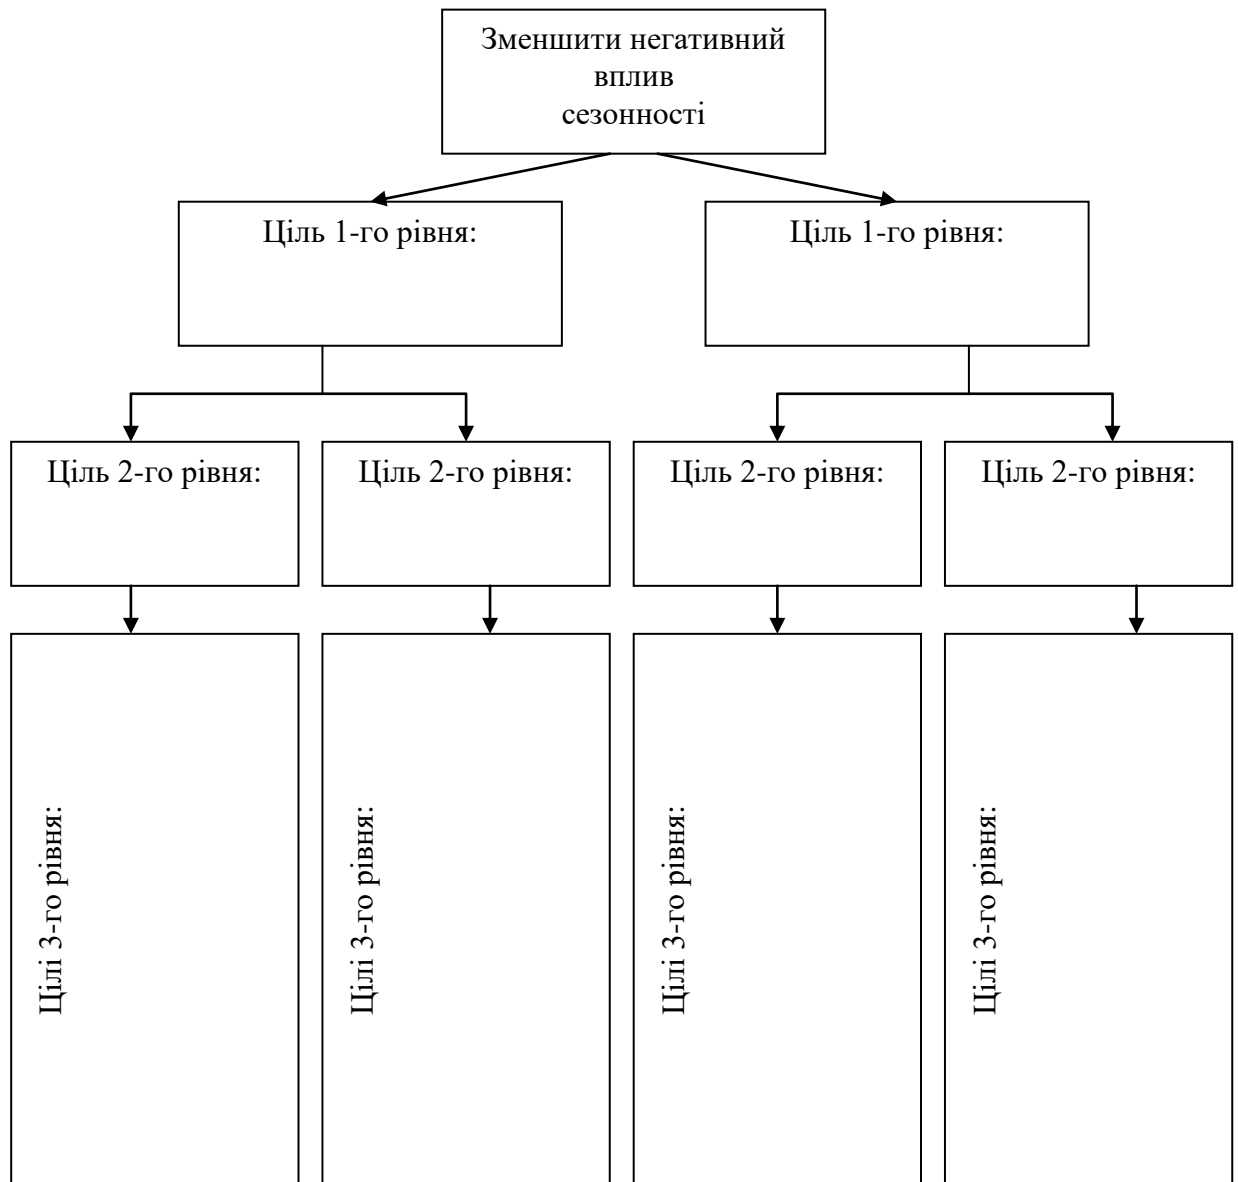 Зменшити негативний
вплив
сезонності
Ціль 1-го рівня:
Ціль 1-го рівня:
Ціль 2-го рівня:
Ціль 2-го рівня:
Ціль 2-го рівня:
Ціль 2-го рівня:
Цілі 3-го рівня:
Цілі 3-го рівня:
Цілі 3-го рівня:
Цілі 3-го рівня: